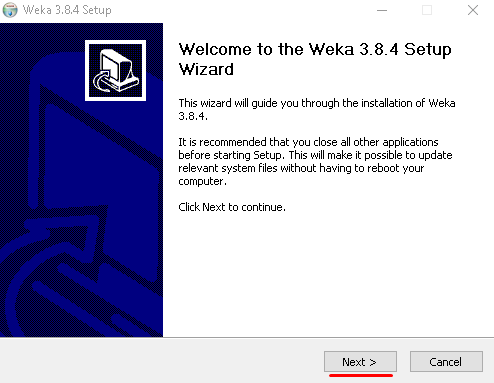 Weka 3.8.4 Setup
Welcome to the Weka 3.8.4 Setup
Wizard
This wizard will guide you through the installation of Weka
3.8.4.
It is recommended that you close all other applications
before starting Setup. This will make it possible to update
relevant system files without having to reboot your
computer.
Click Next to continue.
Next >
Cancel